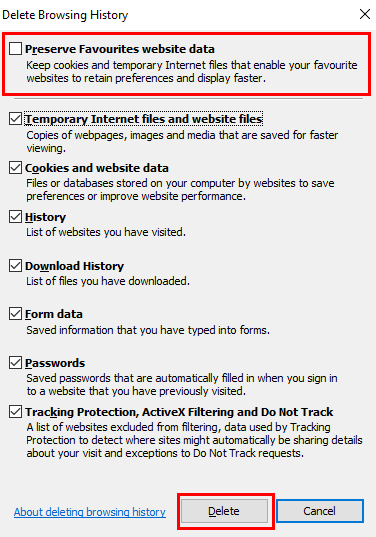 Delete Browsing History
Preserve Favourites website data
Keep cookies and temporary Internet files that enable your favourite
websites to retain preferences and display faster.
Temporary Internet files and website files
Copies of webpages, images and media that are saved for faster
viewing.
Cookies and website data
Files or databases stored on your computer by websites to save
preferences or improve website performance.
History
List of websites you have visited.
Download History
List of files you have downloaded.
Form data
Saved information that you have typed into forms.
Passwords
Saved passwords that are automatically filled in when you sign in
to a website that you have previously visited.
Tracking Protection, ActiveX Filtering and Do Not Track
A list of websites excluded from filtering, data used by Tracking
Protection to detect where sites might automatically be sharing details
about your visit and exceptions to Do Not Track requests.
About deleting browsing history Delete Cancel